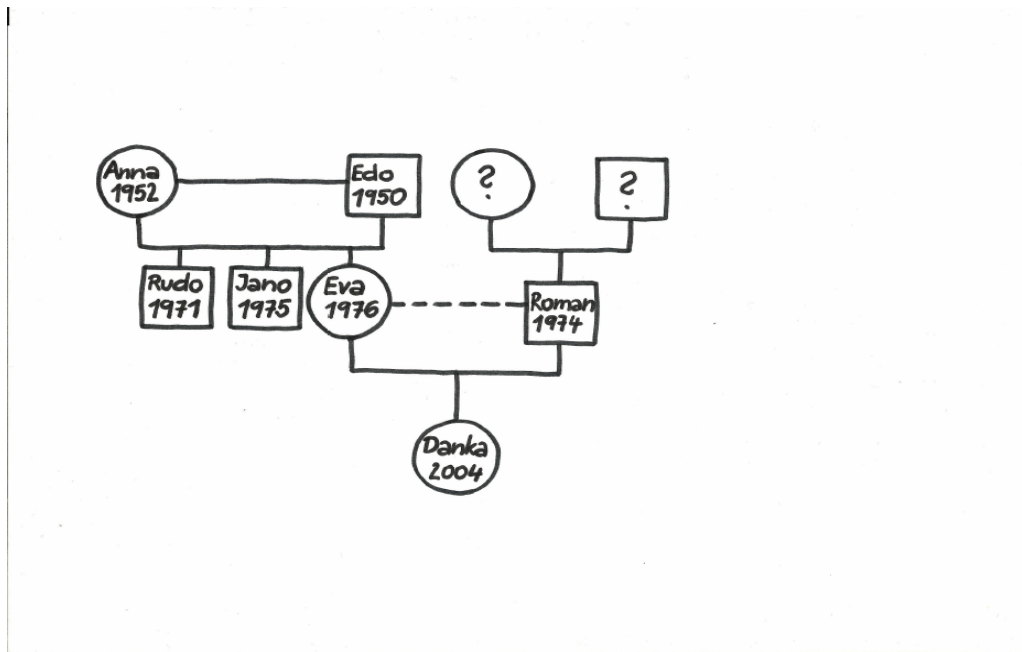 Anna
1952
Edo
1950
?
?
Rudo
1971
Jano
1975
Eva
1976
Roman
1974
Danka
2004